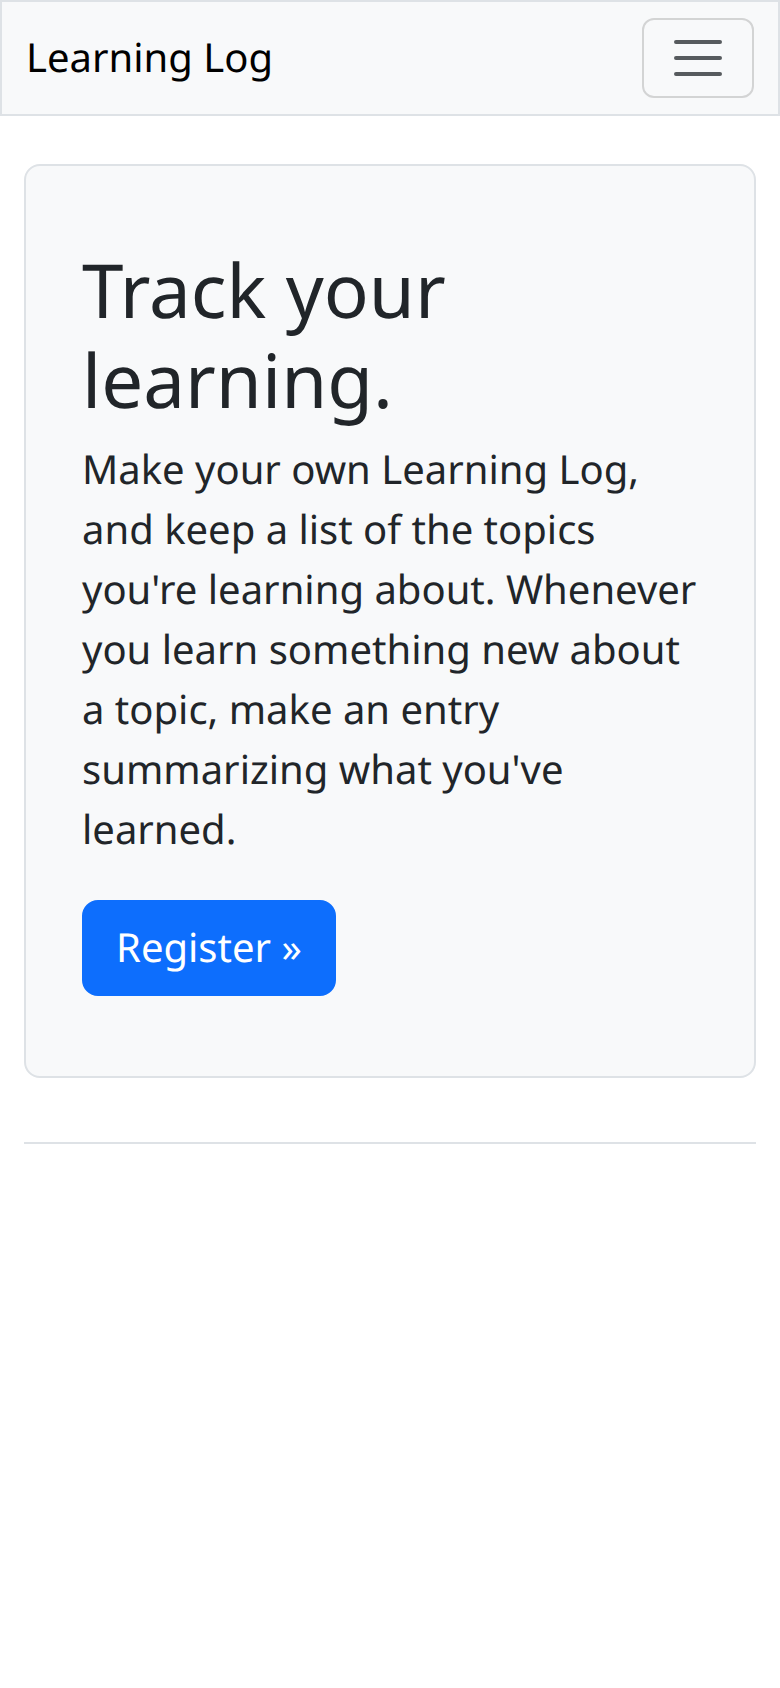 Learning Log
Track your
learning.
Make your own Learning Log,
and keep a list of the topics
you're learning about. Whenever
you learn something new about
a topic, make an entry
summarizing what you've
learned.
Register »